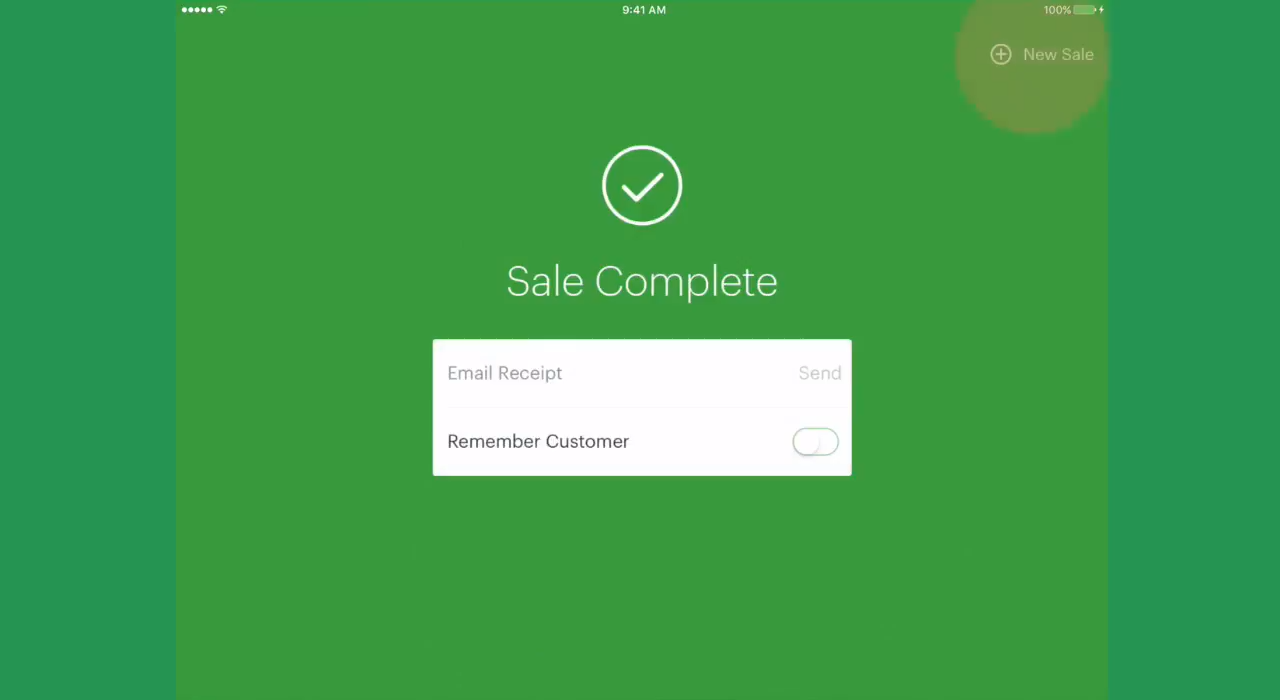 9:41 AM
100%
New Sale
Sale Complete
Email Receipt
Send
Remember Customer